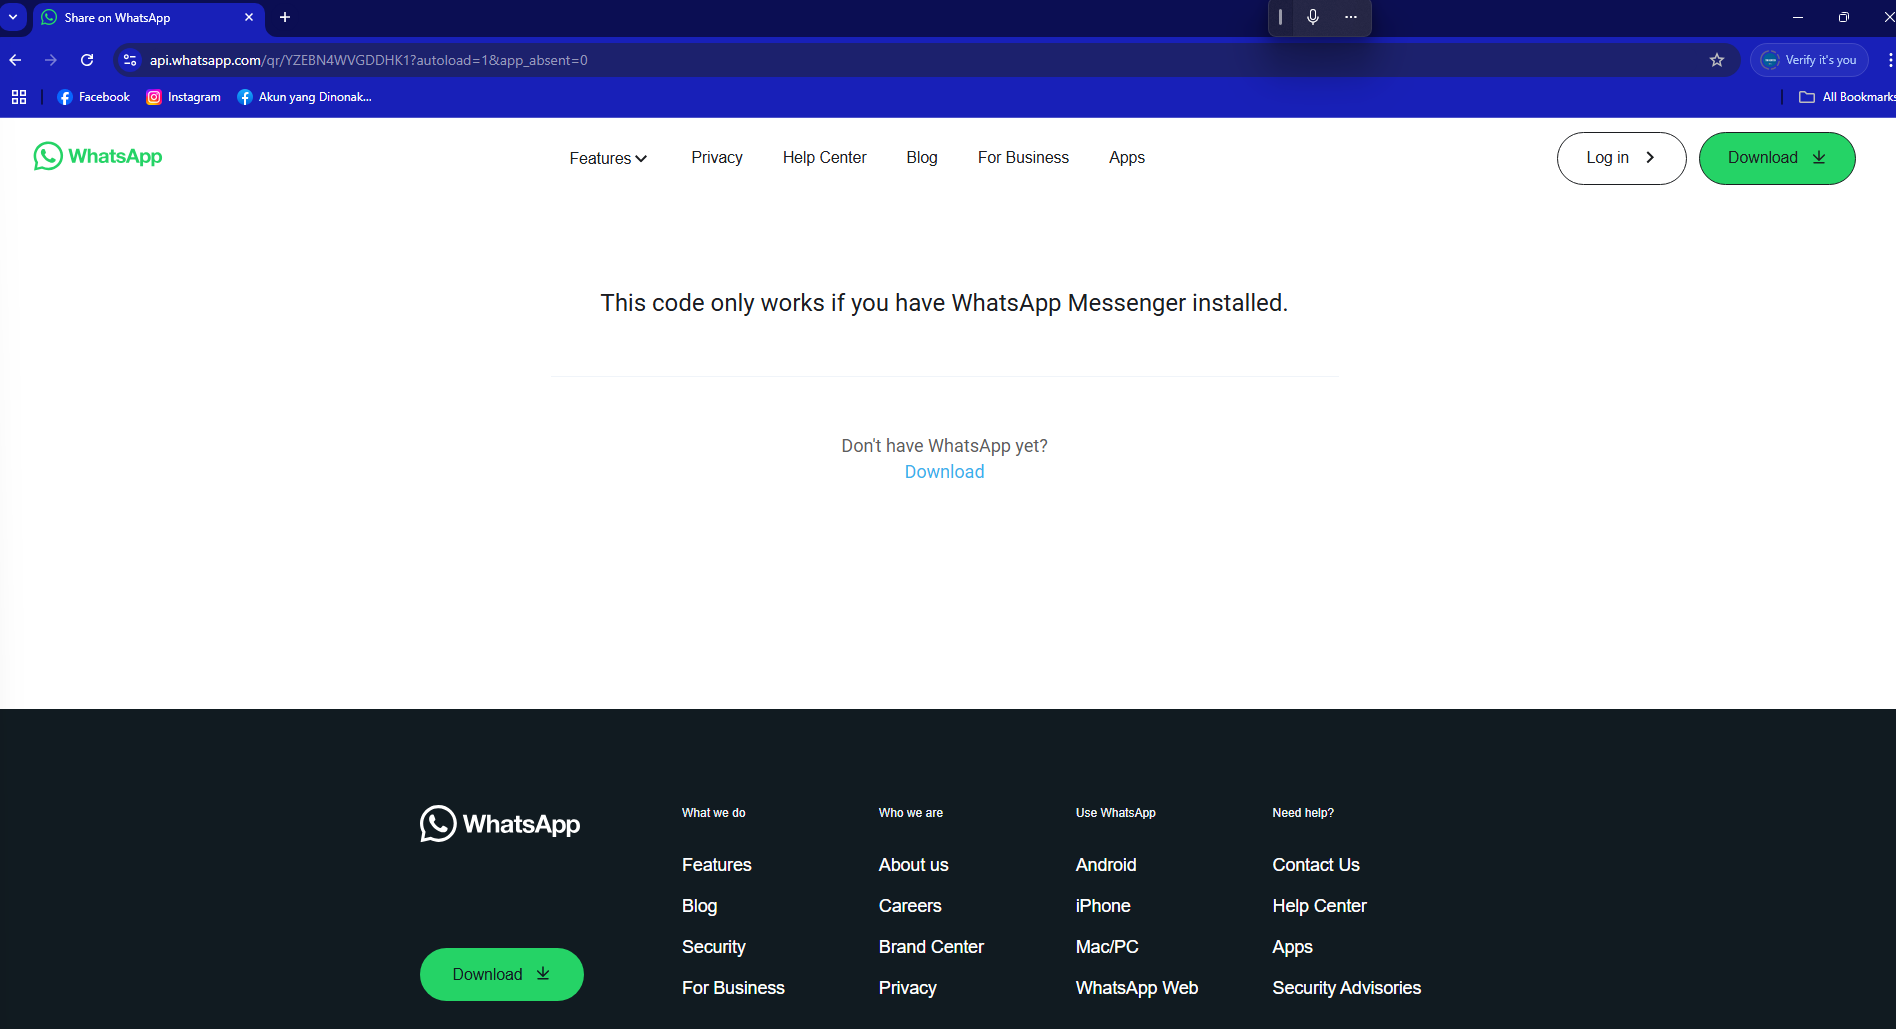 Share on WhatsApp
api.whatsapp.com/qr/YZEBN4WVGDDHK1?autoload=1&app_absent=0
Verify it's you
Facebook
Instagram
Akun yang Dinonak...
All Bookmarks
WhatsApp
Features
Privacy
Help Center
Blog
For Business
Apps
Log in
Download
This code only works if you have WhatsApp Messenger installed.
Don't have WhatsApp yet?
Download
WhatsApp
Download
What we do
Features
Blog
Security
For Business
Who we are
About us
Careers
Brand Center
Privacy
Use WhatsApp
Android
iPhone
Mac/PC
WhatsApp Web
Need help?
Contact Us
Help Center
Apps
Security Advisories